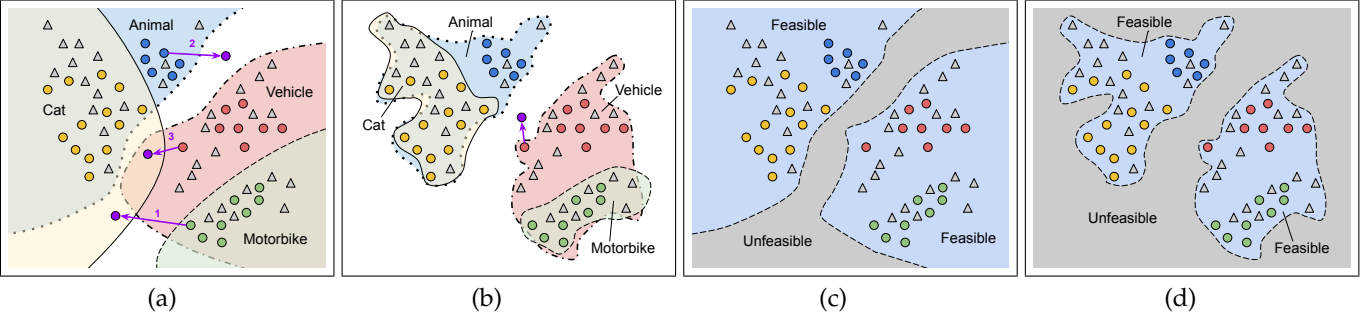 Animal
2
Cat
Vehicle
3
1
Motorbike
(a)
Animal
Cat
Vehicle
Motorbike
(b)
Feasible
Unfeasible
Feasible
(c)
Feasible
Unfeasible
Feasible
(d)